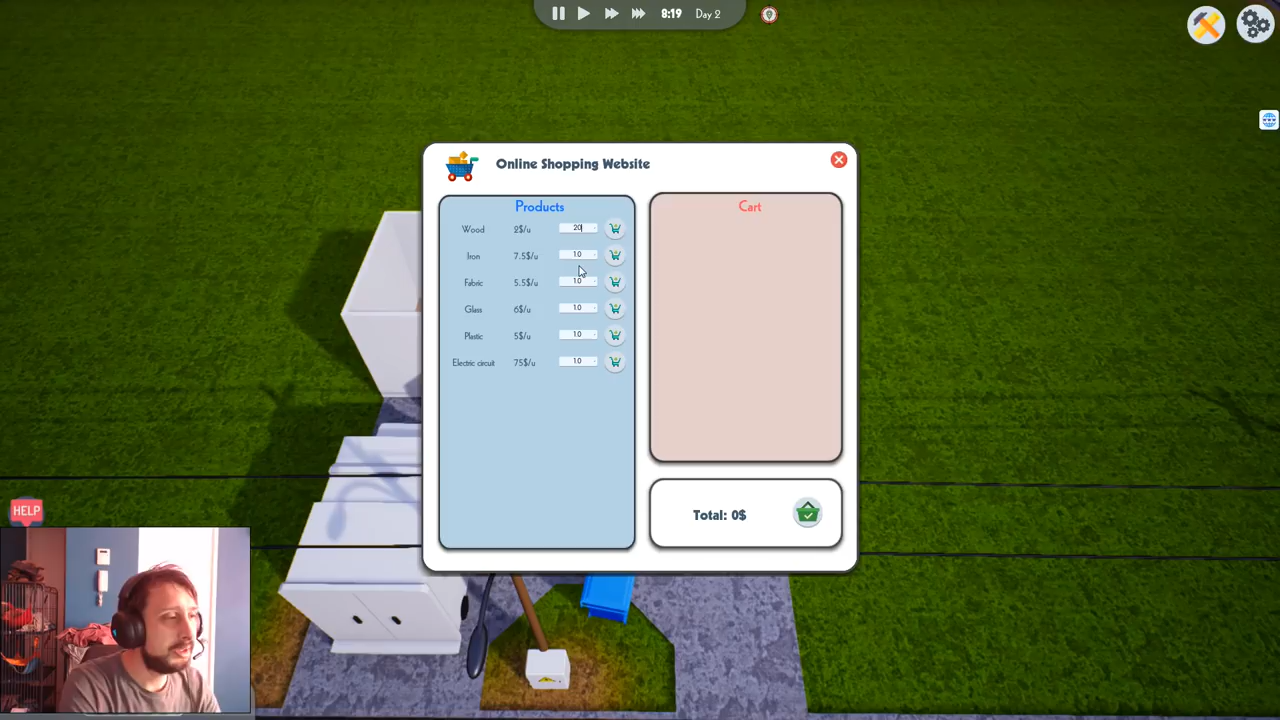 8:19 Day 2
Online Shopping Website
Products
Cart
Wood 2$/u 20
Iron 7.5$/u 10
Fabric 5.5$/u 10
Glass 6$/u 10
Plastic 5$/u 10
Electric circuit 75$/u 10
Total: 0$
HELP